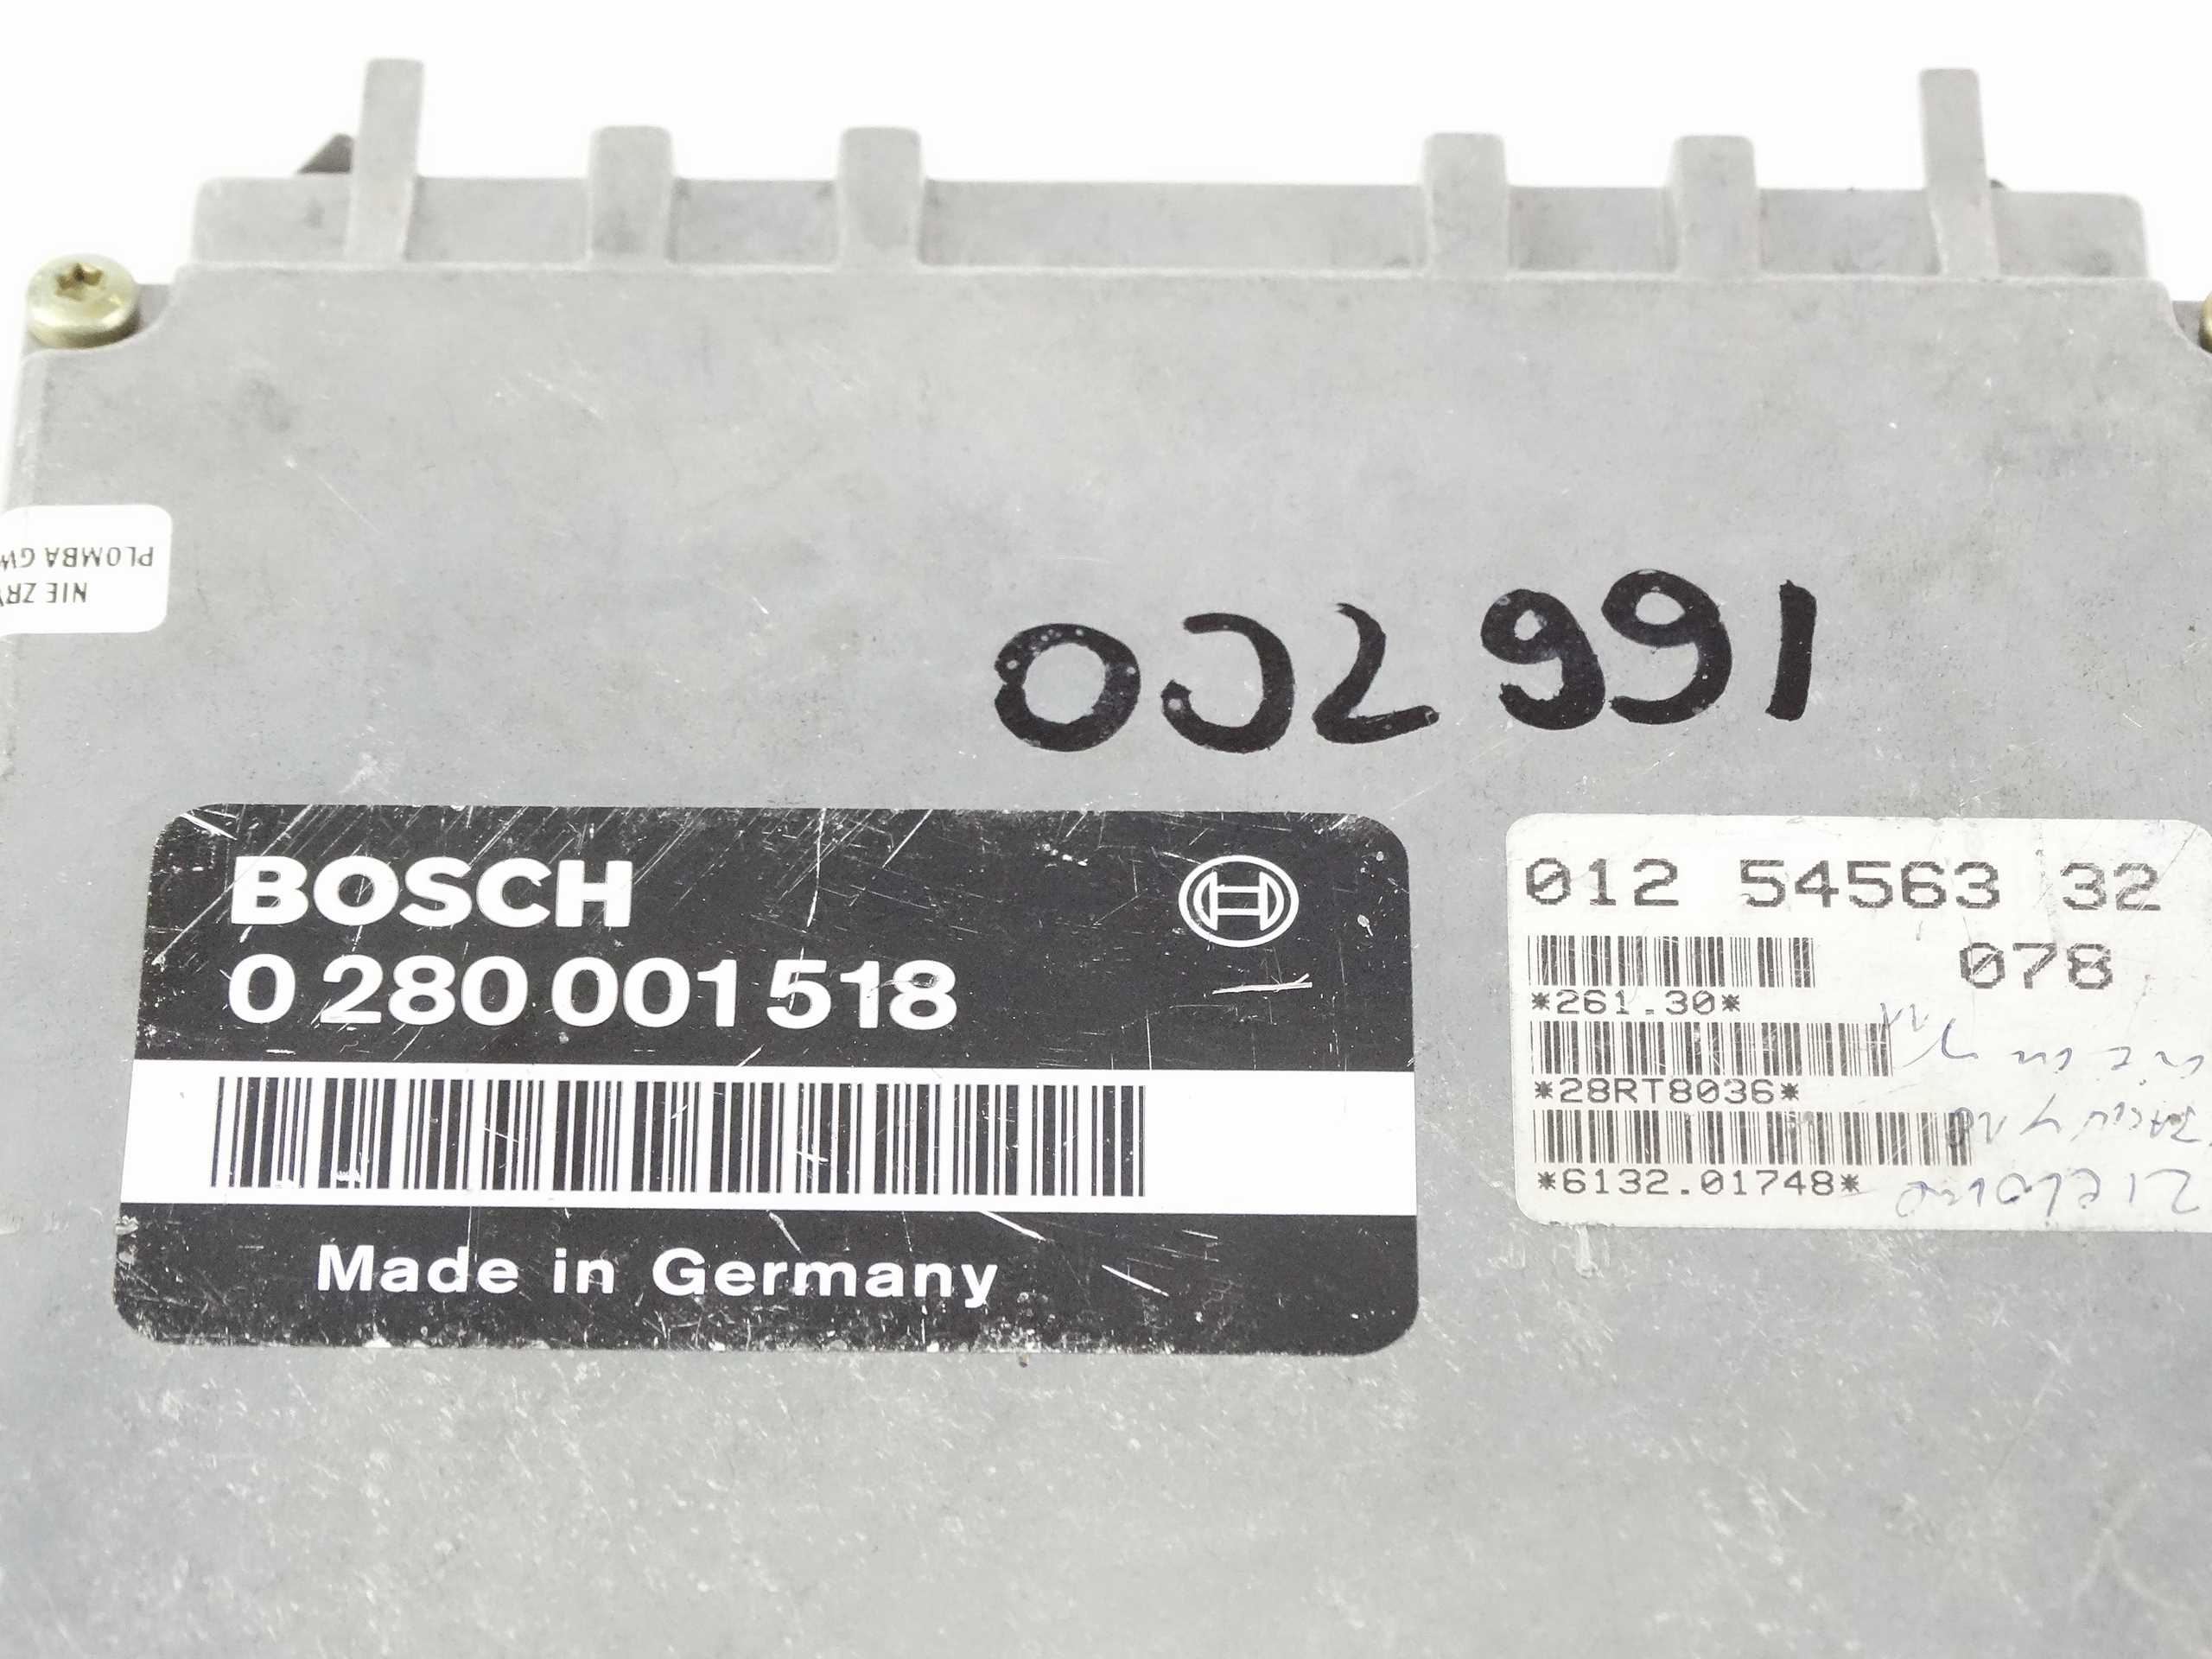 002991
BOSCH
0 280 001 518
Made in Germany
012 54563 32
078
*261.30*
*28RT8036*
*6132.01748*
PLOMBA GW
NIE ZRY